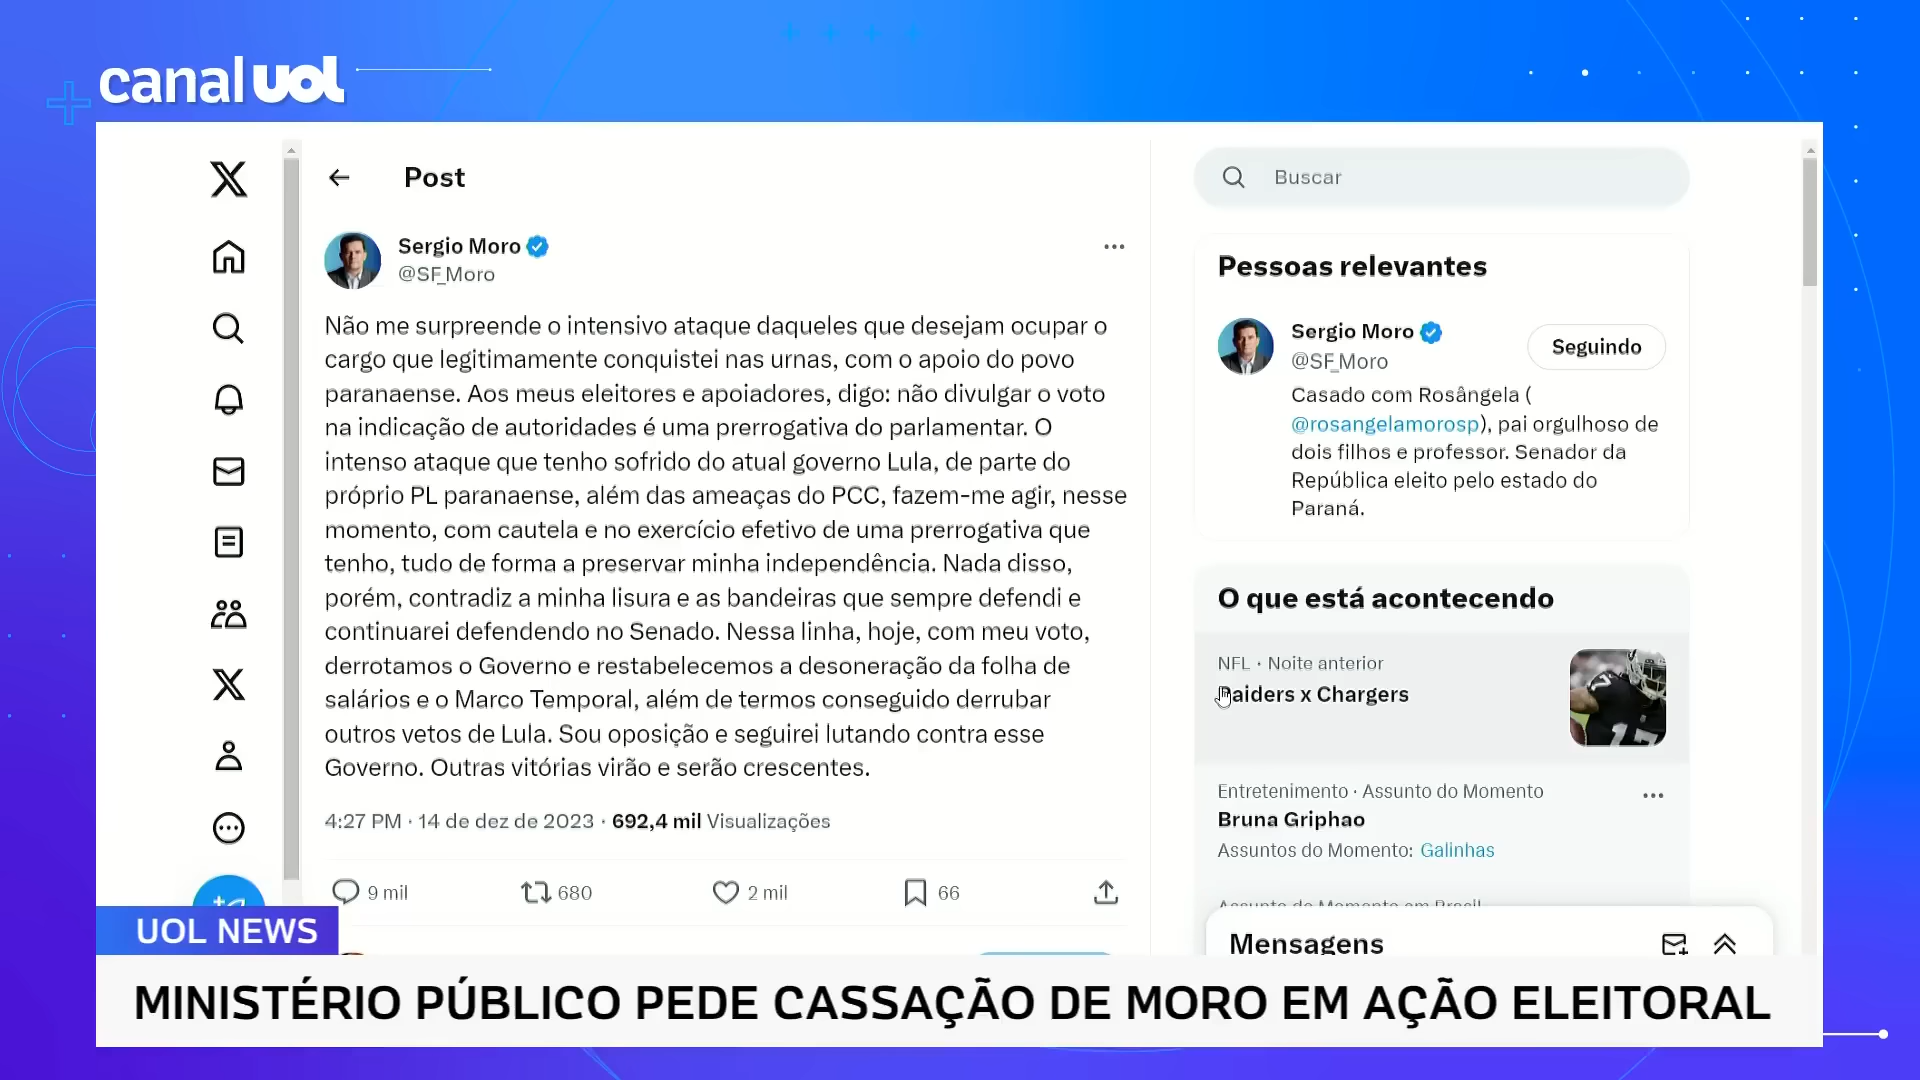 canal uol
Post
Sergio Moro
@SF_Moro
Não me surpreende o intensivo ataque daqueles que desejam ocupar o
cargo que legitimamente conquistei nas urnas, com o apoio do povo
paranaense. Aos meus eleitores e apoiadores, digo: não divulgar o voto
na indicação de autoridades é uma prerrogativa do parlamentar. O
intenso ataque que tenho sofrido do atual governo Lula, de parte do
próprio PL paranaense, além das ameaças do PCC, fazem-me agir, nesse
momento, com cautela e no exercício efetivo de uma prerrogativa que
tenho, tudo de forma a preservar minha independência. Nada disso,
porém, contradiz a minha lisura e as bandeiras que sempre defendi e
continuarei defendendo no Senado. Nessa linha, hoje, com meu voto,
derrotamos o Governo e restabelecemos a desoneração da folha de
salários e o Marco Temporal, além de termos conseguido derrubar
outros vetos de Lula. Sou oposição e seguirei lutando contra esse
Governo. Outras vitórias virão e serão crescentes.
4:27 PM · 14 de dez de 2023 · 692,4 mil Visualizações
9 mil 680 2 mil 66
Buscar
Pessoas relevantes
Sergio Moro
@SF_Moro
Seguindo
Casado com Rosângela (
@rosangelamorosp), pai orgulhoso de
dois filhos e professor. Senador da
República eleito pelo estado do
Paraná.
O que está acontecendo
NFL · Noite anterior
Raiders x Chargers
17
Entretenimento · Assunto do Momento
Bruna Griphao
Assuntos do Momento: Galinhas
Assunto do Momento em Brasil
Mensagens
UOL NEWS
MINISTÉRIO PÚBLICO PEDE CASSAÇÃO DE MORO EM AÇÃO ELEITORAL